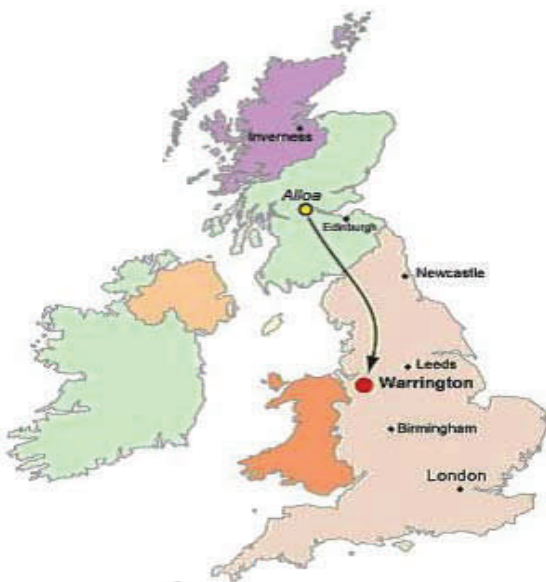 Inverness
Alloa
Edinburgh
Newcastle
Leeds
Warrington
Birmingham
London